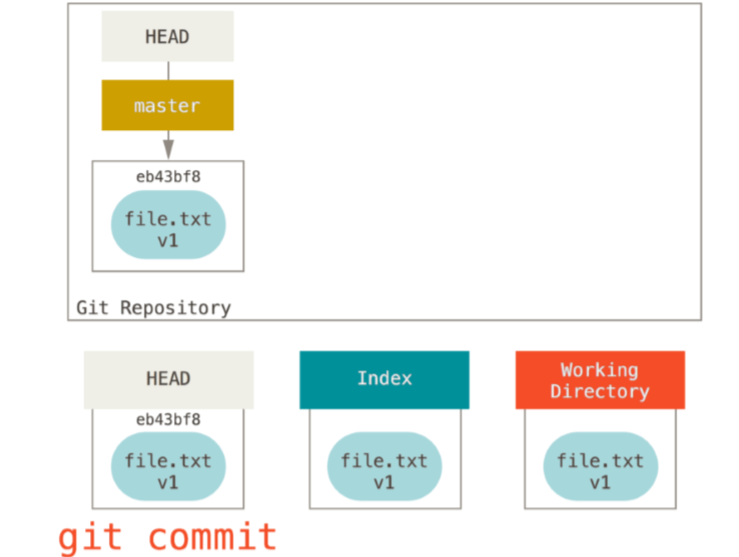 HEAD
master
eb43bf8
file.txt
v1
Git Repository
HEAD
Index
Working
Directory
eb43bf8
file.txt
v1
file.txt
v1
file.txt
v1
git commit